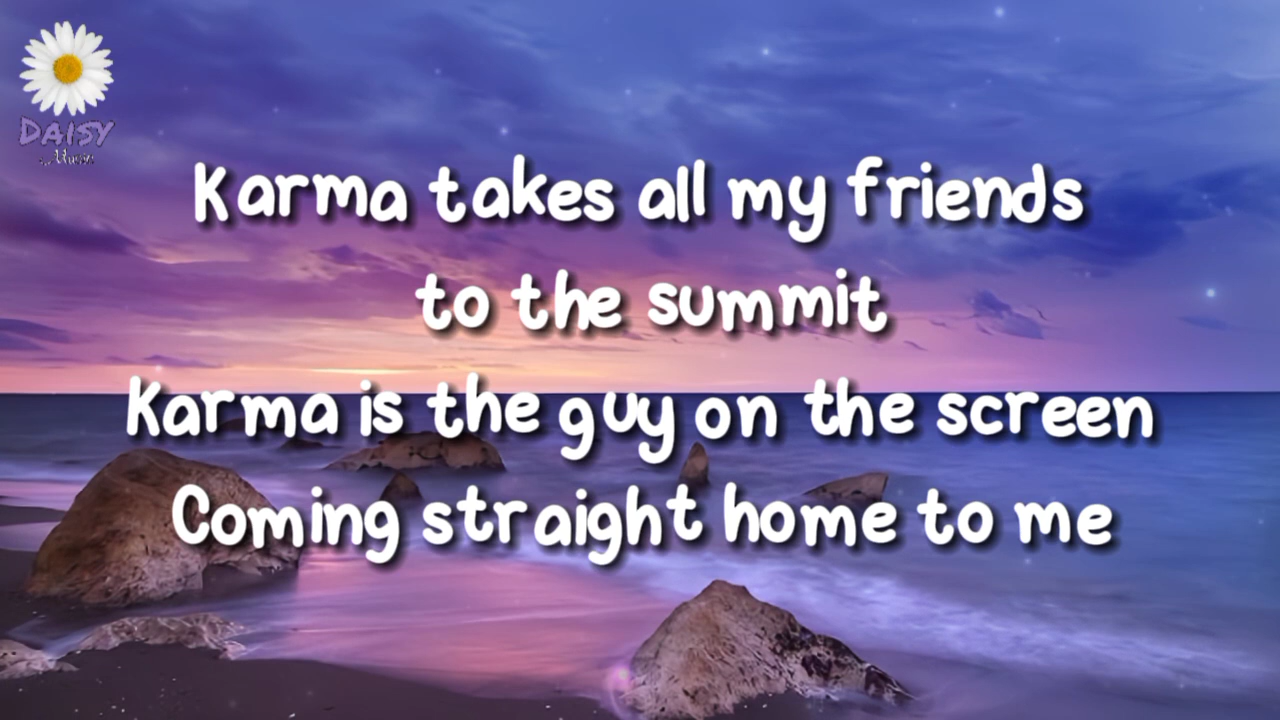 DAISY
Music
Karma takes all my friends
to the summit
Karma is the guy on the screen
Coming straight home to me